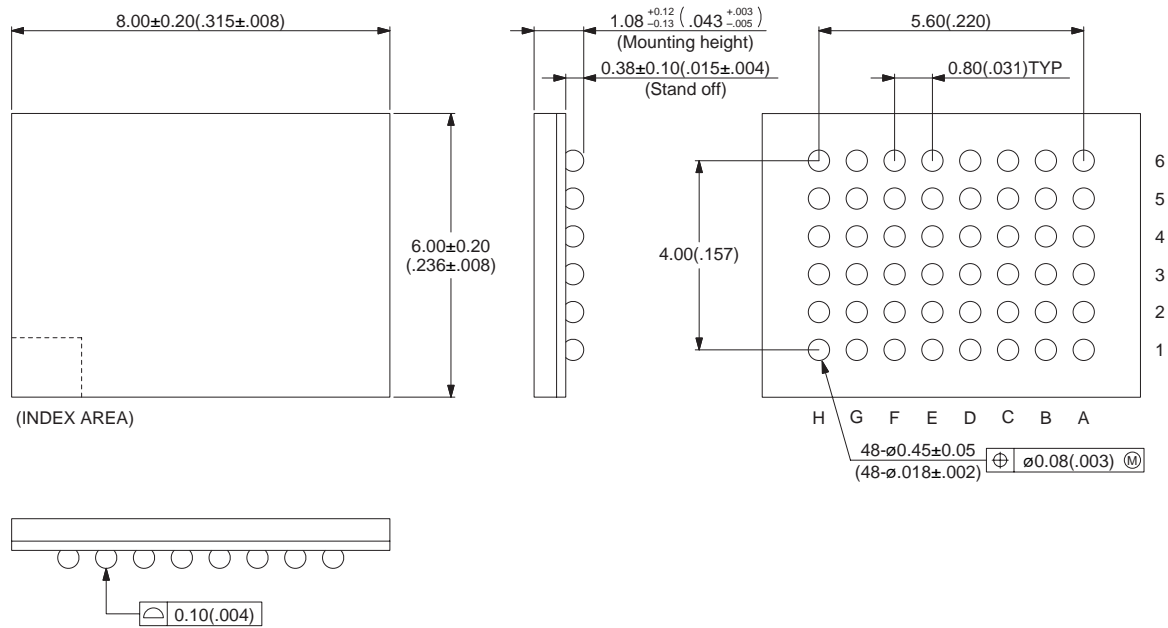 8.00±0.20(.315±.008)
1.08 +0.12 −0.13 ( .043 +.003 −.005 )
(Mounting height)
0.38±0.10(.015±.004)
(Stand off)
5.60(.220)
0.80(.031)TYP
6.00±0.20
(.236±.008)
4.00(.157)
6
5
4
3
2
1
(INDEX AREA)
H G F E D C B A
48-ø0.45±0.05
(48-ø.018±.002)
⌖ ø0.08(.003) Ⓜ
⌓ 0.10(.004)